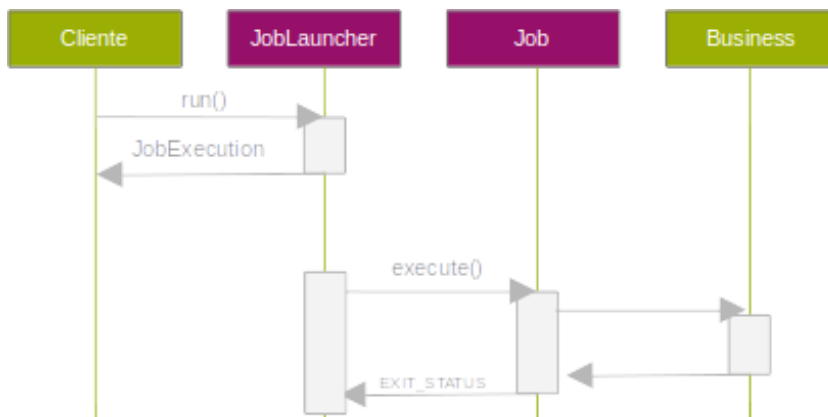 Cliente
JobLauncher
Job
Business
run()
JobExecution
execute()
EXIT_STATUS